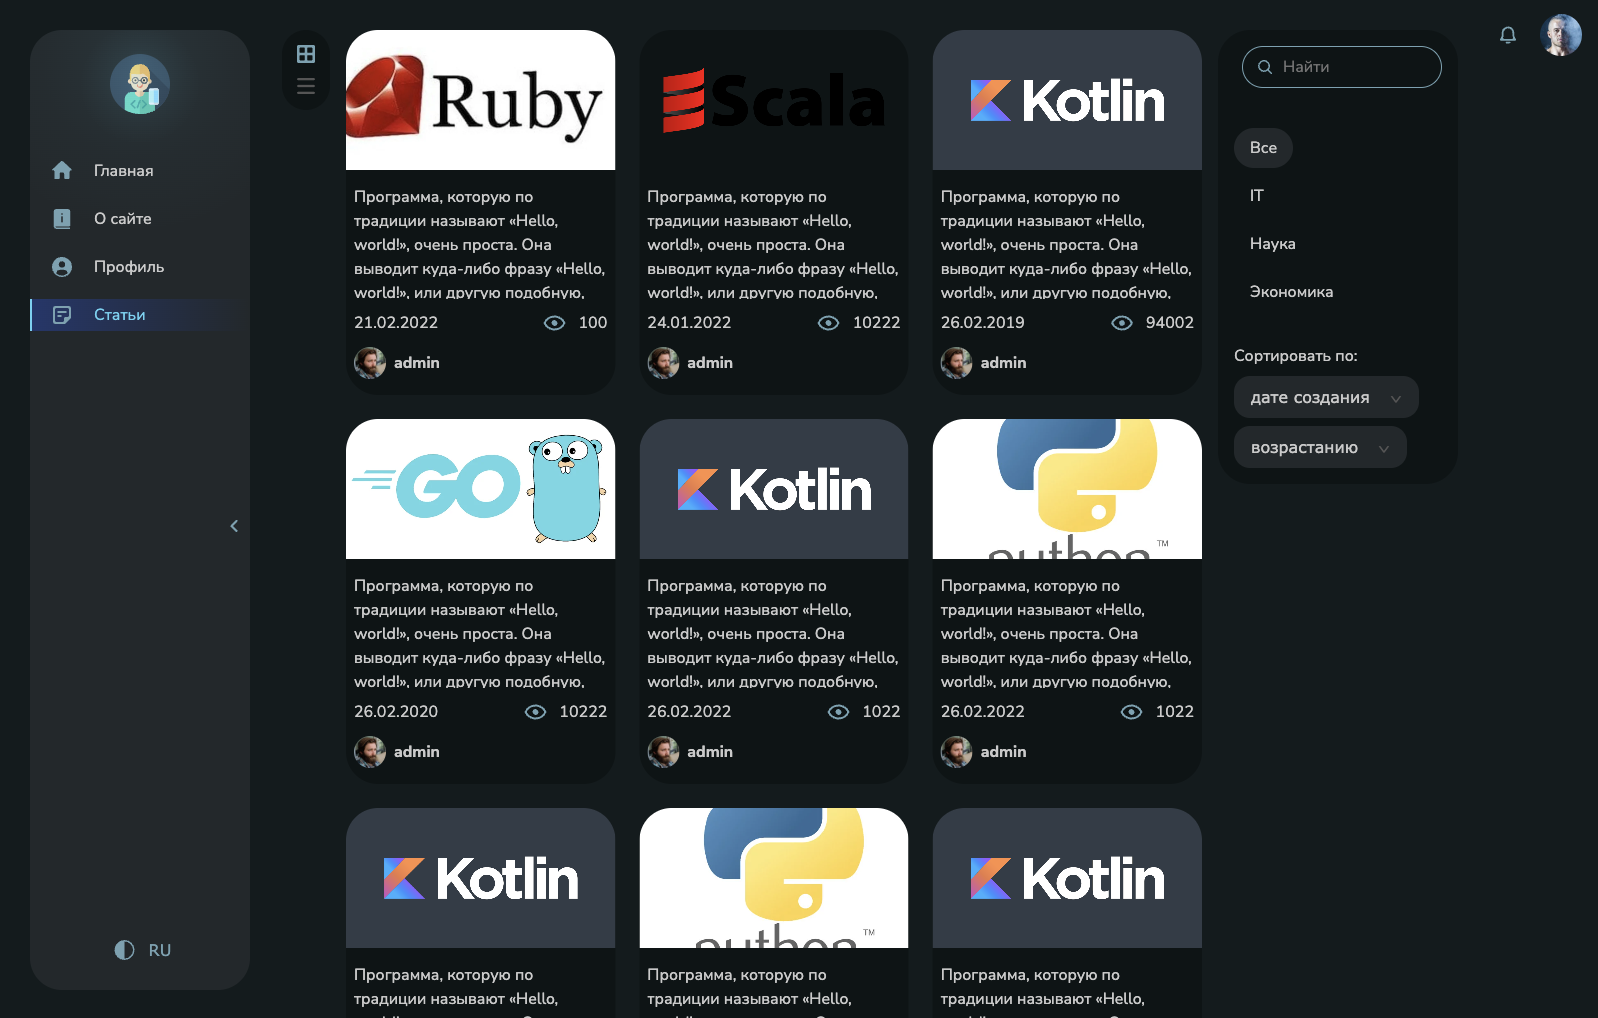 Главная
О сайте
Профиль
Статьи
RU
Ruby
Программа, которую по
традиции называют «Hello,
world!», очень проста. Она
выводит куда-либо фразу «Hello,
world!», или другую подобную,
21.02.2022 100
admin
Scala
Программа, которую по
традиции называют «Hello,
world!», очень проста. Она
выводит куда-либо фразу «Hello,
world!», или другую подобную,
24.01.2022 10222
admin
Kotlin
Программа, которую по
традиции называют «Hello,
world!», очень проста. Она
выводит куда-либо фразу «Hello,
world!», или другую подобную,
26.02.2019 94002
admin
GO
Программа, которую по
традиции называют «Hello,
world!», очень проста. Она
выводит куда-либо фразу «Hello,
world!», или другую подобную,
26.02.2020 10222
admin
Kotlin
Программа, которую по
традиции называют «Hello,
world!», очень проста. Она
выводит куда-либо фразу «Hello,
world!», или другую подобную,
26.02.2022 1022
admin
TM
Программа, которую по
традиции называют «Hello,
world!», очень проста. Она
выводит куда-либо фразу «Hello,
world!», или другую подобную,
26.02.2022 1022
admin
Kotlin
Программа, которую по
традиции называют «Hello,
TM
Программа, которую по
традиции называют «Hello,
Kotlin
Программа, которую по
традиции называют «Hello,
Найти
Все
IT
Наука
Экономика
Сортировать по:
дате создания
возрастанию